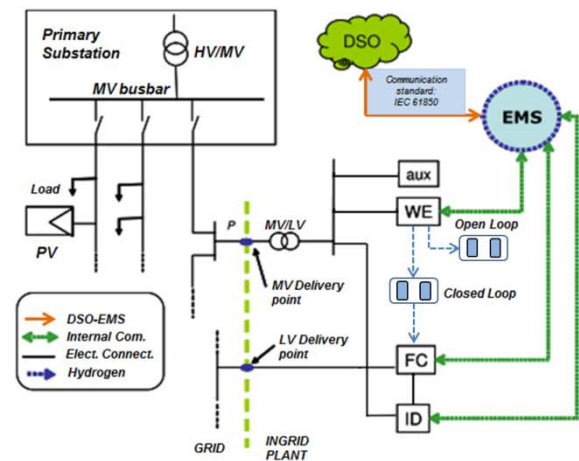 Primary
Substation
HV/MV
MV busbar
DSO
Communication
standard:
IEC 61850
EMS
Load
PV
P
MV/LV
aux
WE
Open Loop
MV Delivery
point
Closed Loop
DSO-EMS
Internal Com.
Elect. Connect.
Hydrogen
LV Delivery
point
FC
ID
GRID
INGRID
PLANT